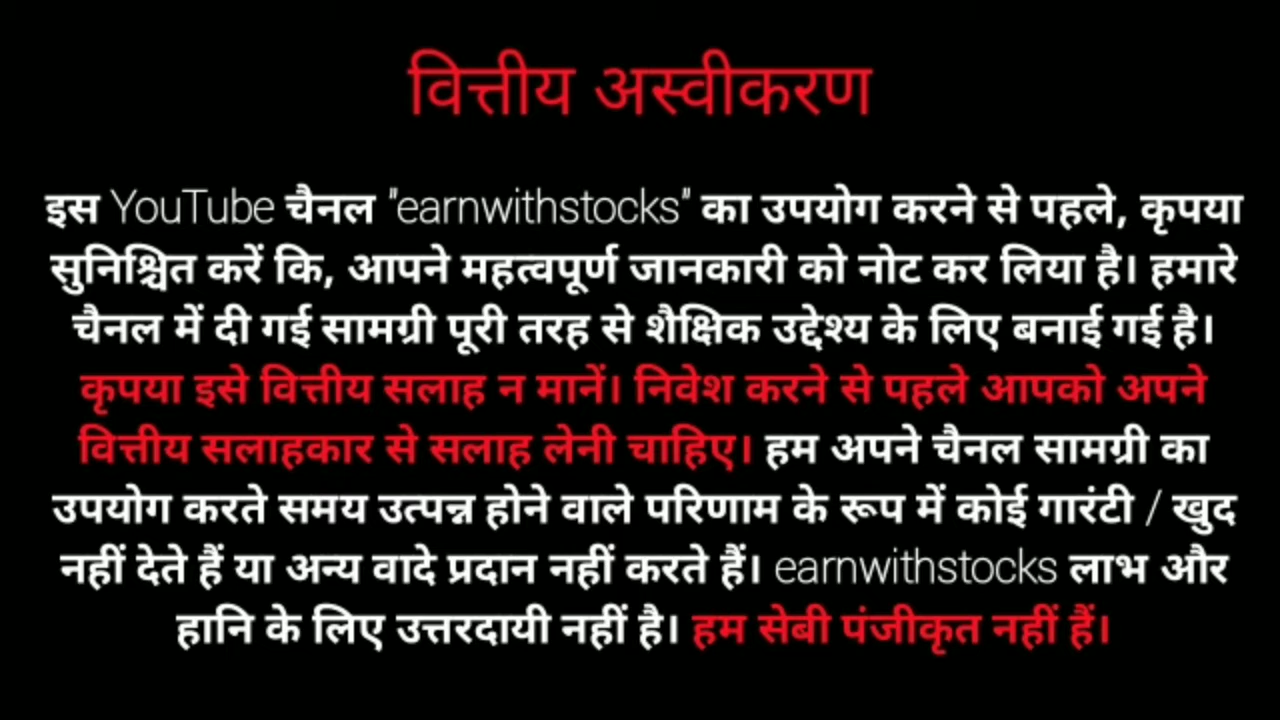 वित्तीय अस्वीकरण
इस YouTube चैनल "earnwithstocks" का उपयोग करने से पहले, कृपया
सुनिश्चित करें कि, आपने महत्वपूर्ण जानकारी को नोट कर लिया है। हमारे
चैनल में दी गई सामग्री पूरी तरह से शैक्षिक उद्देश्य के लिए बनाई गई है।
कृपया इसे वित्तीय सलाह न मानें। निवेश करने से पहले आपको अपने
वित्तीय सलाहकार से सलाह लेनी चाहिए। हम अपने चैनल सामग्री का
उपयोग करते समय उत्पन्न होने वाले परिणाम के रूप में कोई गारंटी / खुद
नहीं देते हैं या अन्य वादे प्रदान नहीं करते हैं। earnwithstocks लाभ और
हानि के लिए उत्तरदायी नहीं है। हम सेबी पंजीकृत नहीं हैं।